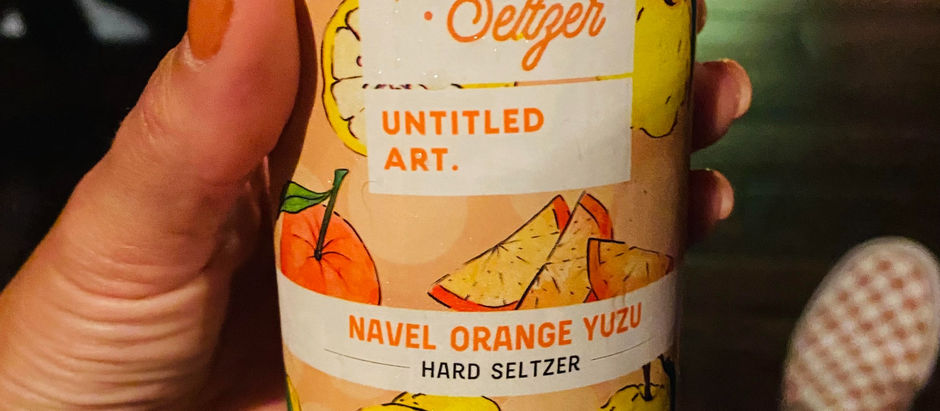 Seltzer
UNTITLED
ART.
NAVEL ORANGE YUZU
HARD SELTZER